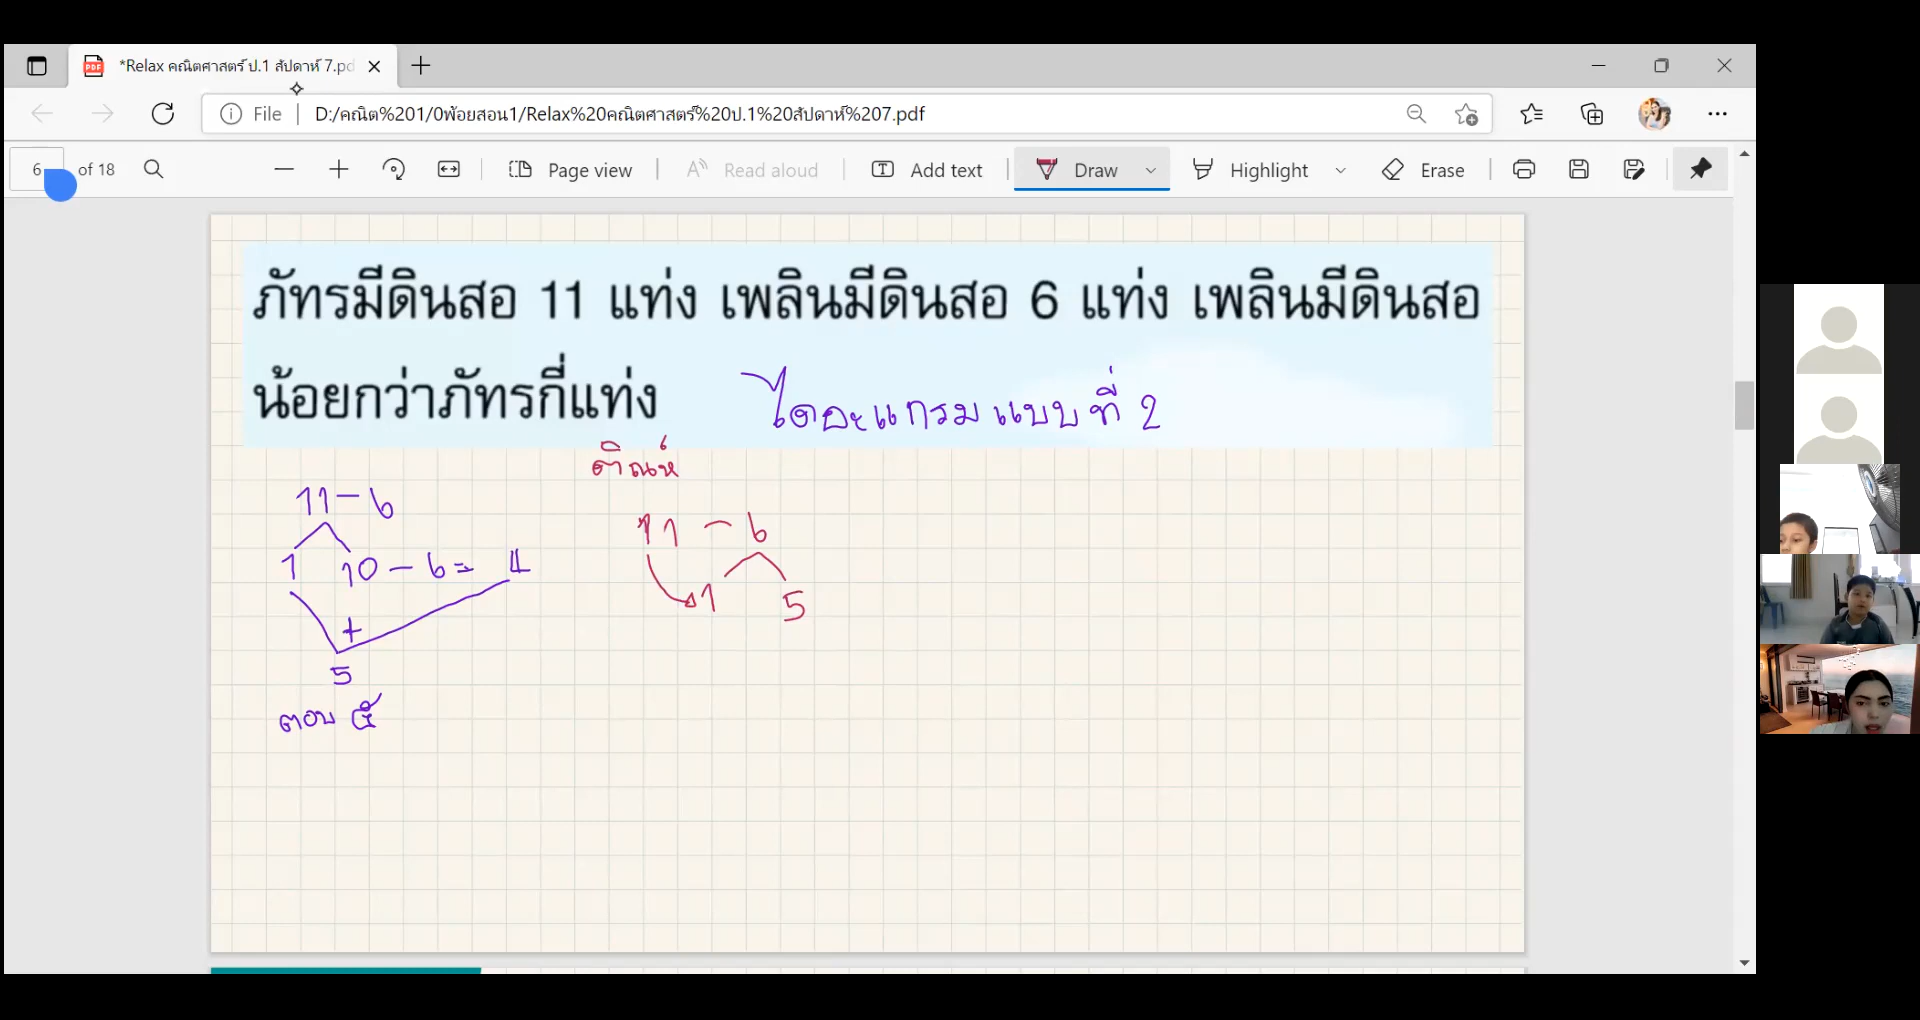 *Relax คณิตศาสตร์ ป.1 สัปดาห์ 7.pd
File D:/คณิต%201/0พ้อยสอน1/Relax%20คณิตศาสตร์%20ป.1%20สัปดาห์%207.pdf
6 of 18 Page view Read aloud Add text Draw Highlight Erase
ภัทรมีดินสอ 11 แท่ง เพลินมีดินสอ 6 แท่ง เพลินมีดินสอ
น้อยกว่าภัทรกี่แท่ง
ไดอะแกรม แบบ ที่ 2
ติณห์
11 - 6
1 10 - 6 = 4
+
5
ตอบ ๕
11 - 6
1 5